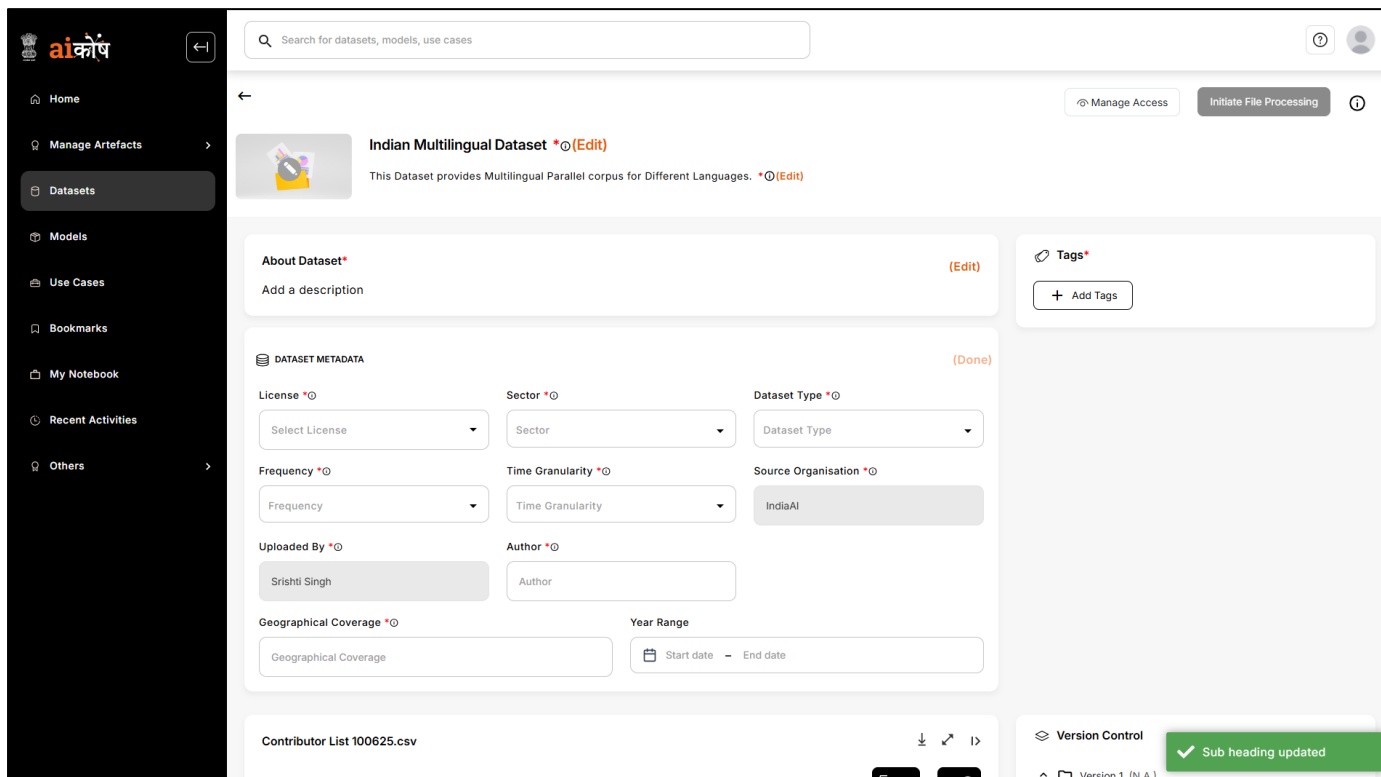 aiकोष
Search for datasets, models, use cases
Home
Manage Artefacts
Datasets
Models
Use Cases
Bookmarks
My Notebook
Recent Activities
Others
Manage Access
Initiate File Processing
Indian Multilingual Dataset *(Edit)
This Dataset provides Multilingual Parallel corpus for Different Languages. *(Edit)
About Dataset*
(Edit)
Add a description
Tags*
+ Add Tags
DATASET METADATA
(Done)
License *
Sector *
Dataset Type *
Select License
Sector
Dataset Type
Frequency *
Time Granularity *
Source Organisation *
Frequency
Time Granularity
IndiaAI
Uploaded By *
Author *
Srishti Singh
Author
Geographical Coverage *
Year Range
Geographical Coverage
Start date – End date
Contributor List 100625.csv
Version Control
Version 1 (N.A.)
Sub heading updated